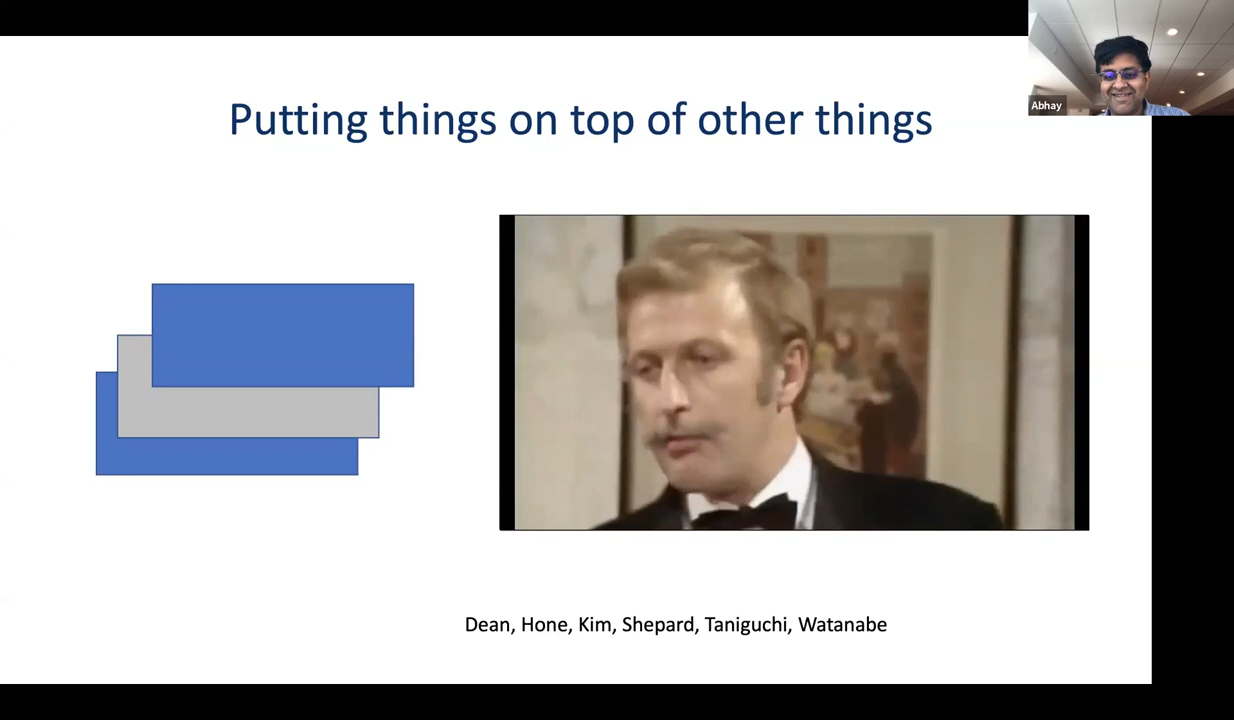 Putting things on top of other things
Abhay
Dean, Hone, Kim, Shepard, Taniguchi, Watanabe